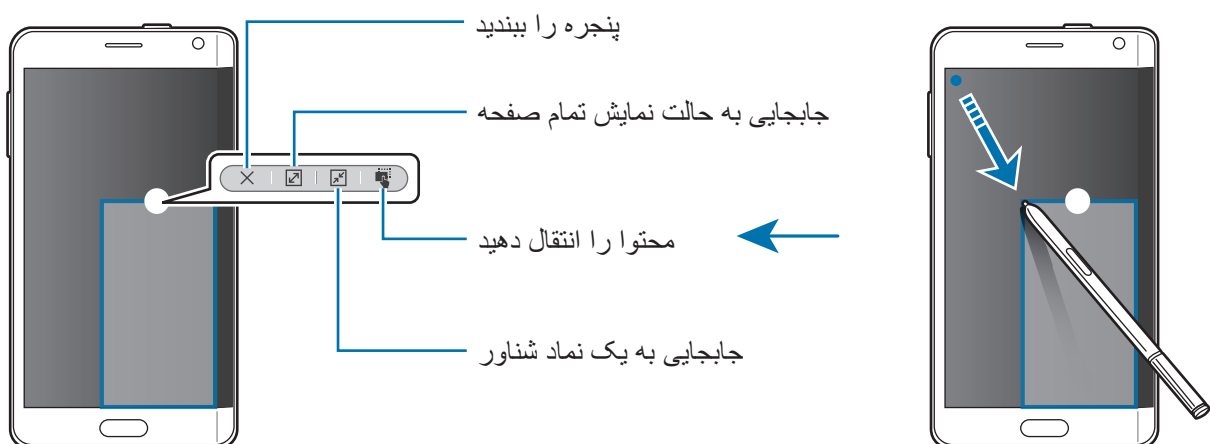 پنجره را ببندید
جابجایی به حالت نمایش تمام صفحه
محتوا را انتقال دهید
جابجایی به یک نماد شناور